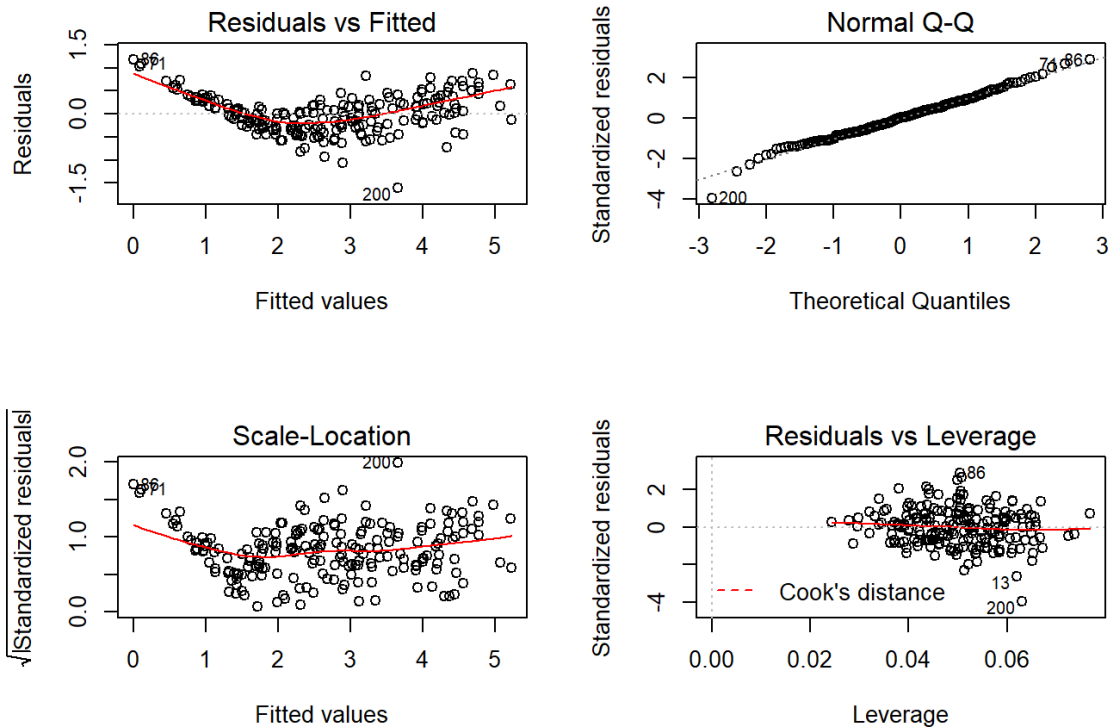 Residuals vs Fitted
Residuals
1.5
0.0
-1.5
86
71
200
0 1 2 3 4 5
Fitted values
Normal Q-Q
Standardized residuals
2
0
-2
-4
71 86
200
-3 -2 -1 0 1 2 3
Theoretical Quantiles
Scale-Location
√|Standardized residuals|
2.0
1.0
0.0
86
71
200
0 1 2 3 4 5
Fitted values
Residuals vs Leverage
Standardized residuals
2
0
-4
86
13
200
Cook's distance
0.00 0.02 0.04 0.06
Leverage